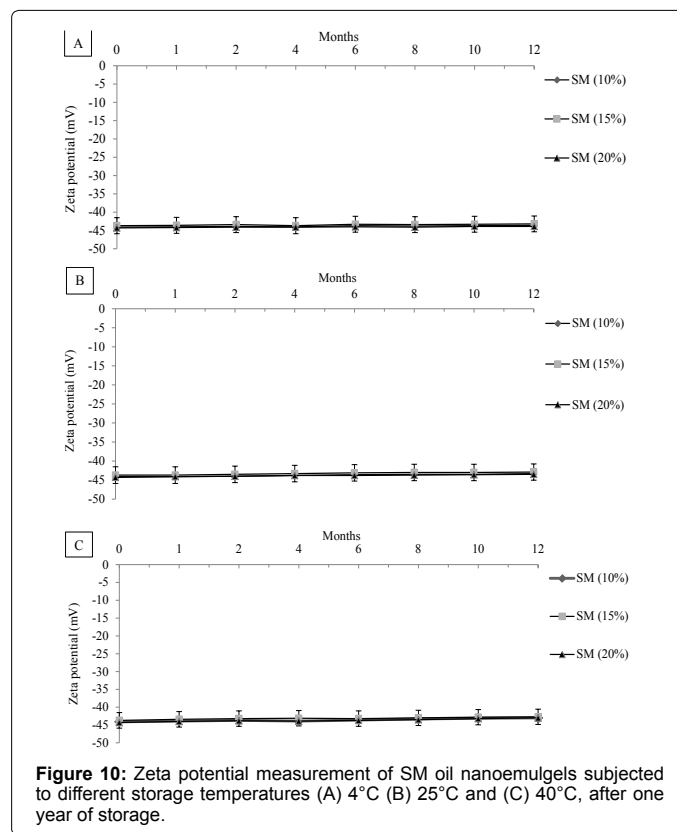 A
Months
0 1 2 4 6 8 10 12
0
-5
-10
-15
-20
-25
-30
-35
-40
-45
-50
Zeta potential (mV)
SM (10%)
SM (15%)
SM (20%)
B
Months
0 1 2 4 6 8 10 12
0
-5
-10
-15
-20
-25
-30
-35
-40
-45
-50
Zeta potential (mV)
SM (10%)
SM (15%)
SM (20%)
C
Months
0 1 2 4 6 8 10 12
0
-5
-10
-15
-20
-25
-30
-35
-40
-45
-50
Zeta potential (mV)
SM (10%)
SM (15%)
SM (20%)
Figure 10: Zeta potential measurement of SM oil nanoemulgels subjected
to different storage temperatures (A) 4°C (B) 25°C and (C) 40°C, after one
year of storage.